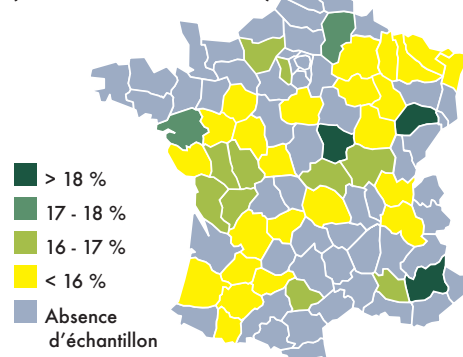 > 18 %
17 - 18 %
16 - 17 %
< 16 %
Absence
d'échantillon